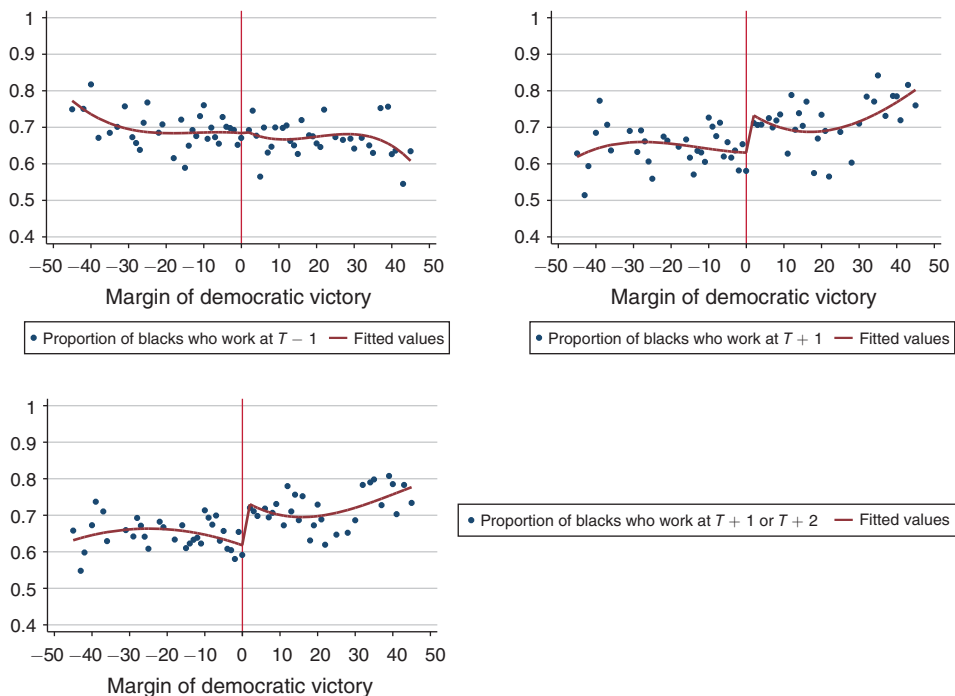 1
0.9
0.8
0.7
0.6
0.5
0.4
−50 −40 −30 −20 −10 0 10 20 30 40 50
Margin of democratic victory
Proportion of blacks who work at T − 1 Fitted values
1
0.9
0.8
0.7
0.6
0.5
0.4
−50 −40 −30 −20 −10 0 10 20 30 40 50
Margin of democratic victory
Proportion of blacks who work at T + 1 Fitted values
1
0.9
0.8
0.7
0.6
0.5
0.4
−50 −40 −30 −20 −10 0 10 20 30 40 50
Margin of democratic victory
Proportion of blacks who work at T + 1 or T + 2 Fitted values